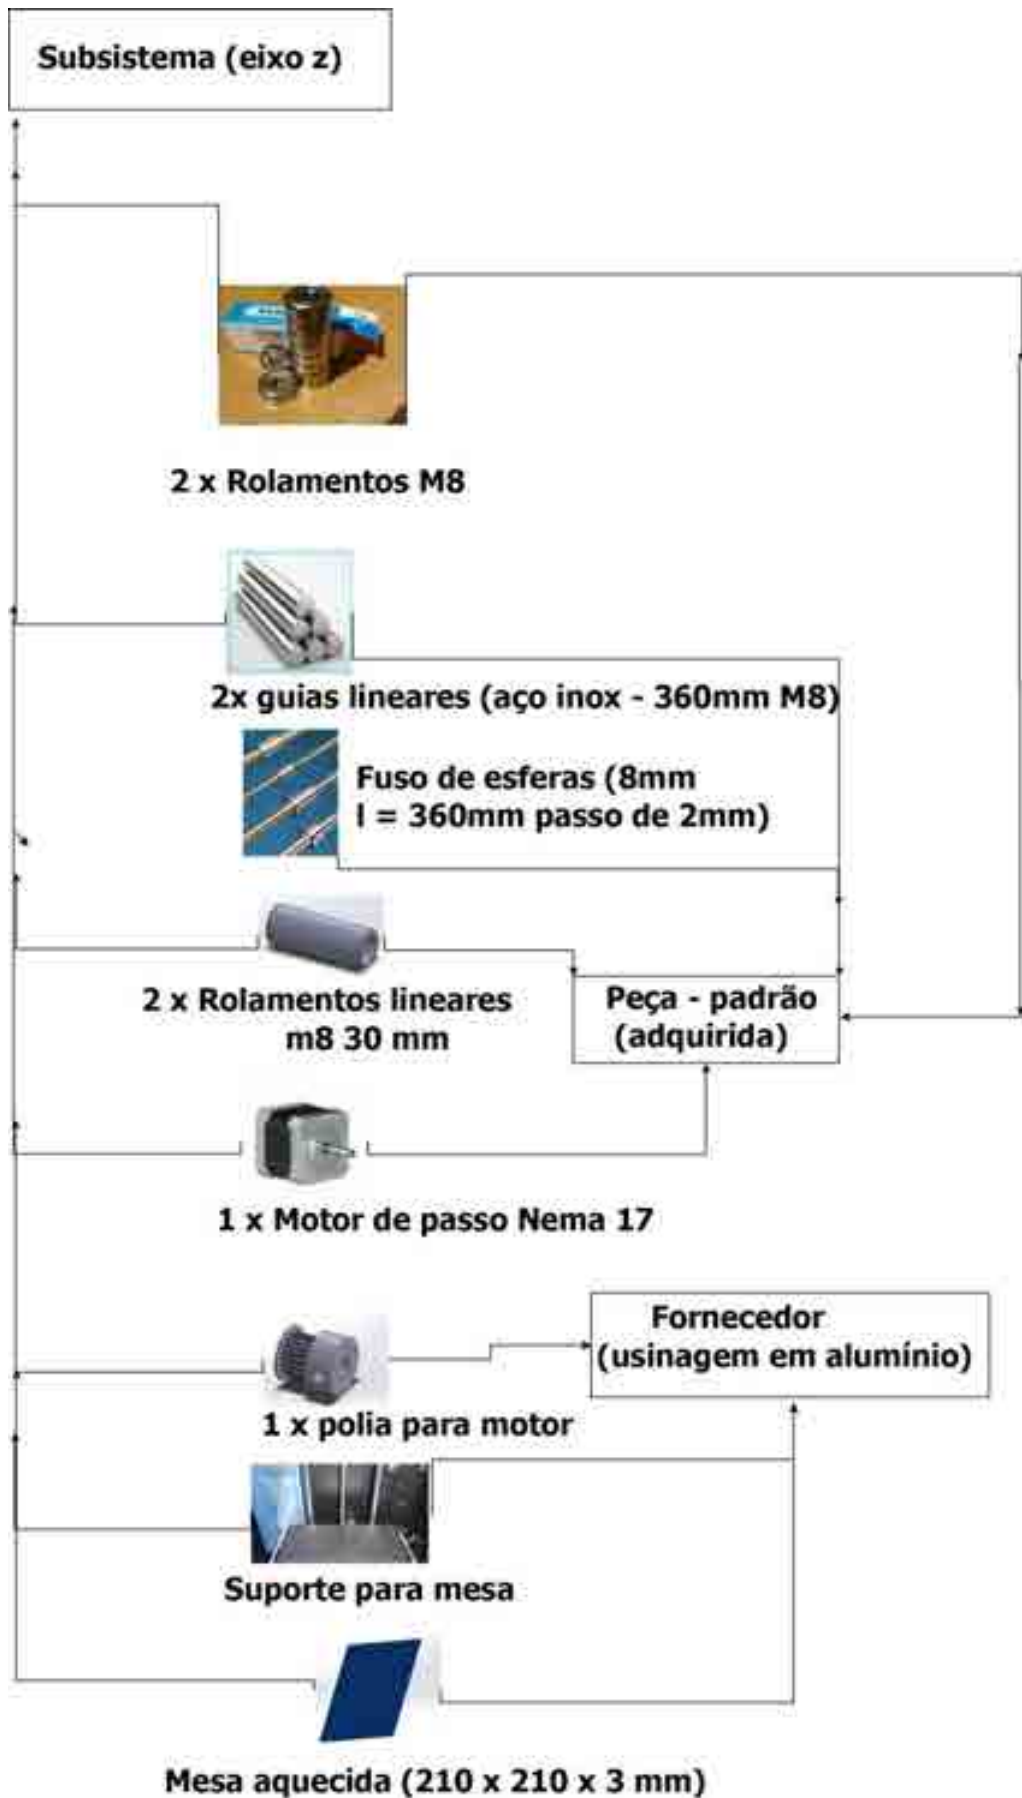 Subsistema (eixo z)
2 x Rolamentos M8
2x guias lineares (aço inox - 360mm M8)
Fuso de esferas (8mm
l = 360mm passo de 2mm)
2 x Rolamentos lineares
m8 30 mm
Peça - padrão
(adquirida)
1 x Motor de passo Nema 17
Fornecedor
(usinagem em alumínio)
1 x polia para motor
Suporte para mesa
Mesa aquecida (210 x 210 x 3 mm)